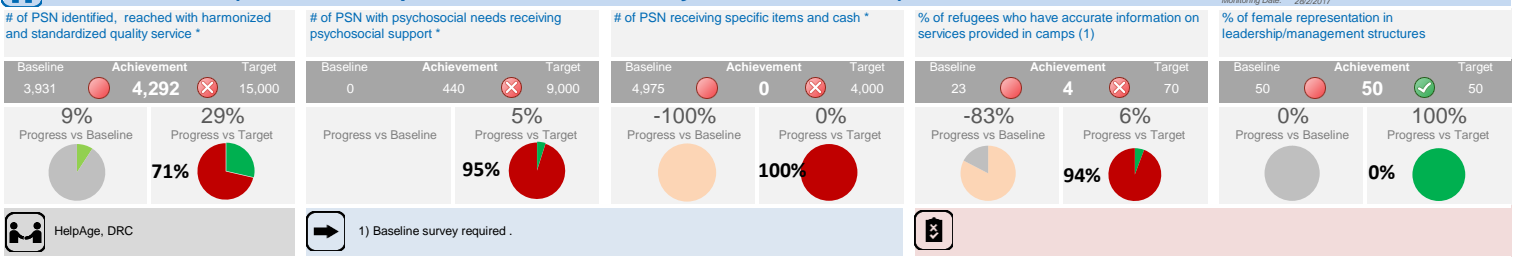 Monitoring Date: 28/2/2017
# of PSN identified, reached with harmonized
and standardized quality service *
# of PSN with psychosocial needs receiving
psychosocial support *
# of PSN receiving specific items and cash *
% of refugees who have accurate information on
services provided in camps (1)
% of female representation in
leadership/management structures
Baseline Achievement Target
3,931 4,292 15,000
Baseline Achievement Target
0 440 9,000
Baseline Achievement Target
4,975 0 4,000
Baseline Achievement Target
23 4 70
Baseline Achievement Target
50 50 50
9% 29%
Progress vs Baseline Progress vs Target
71%
5%
Progress vs Baseline Progress vs Target
95%
-100% 0%
Progress vs Baseline Progress vs Target
100%
-83% 6%
Progress vs Baseline Progress vs Target
94%
0% 100%
Progress vs Baseline Progress vs Target
0%
HelpAge, DRC
1) Baseline survey required .